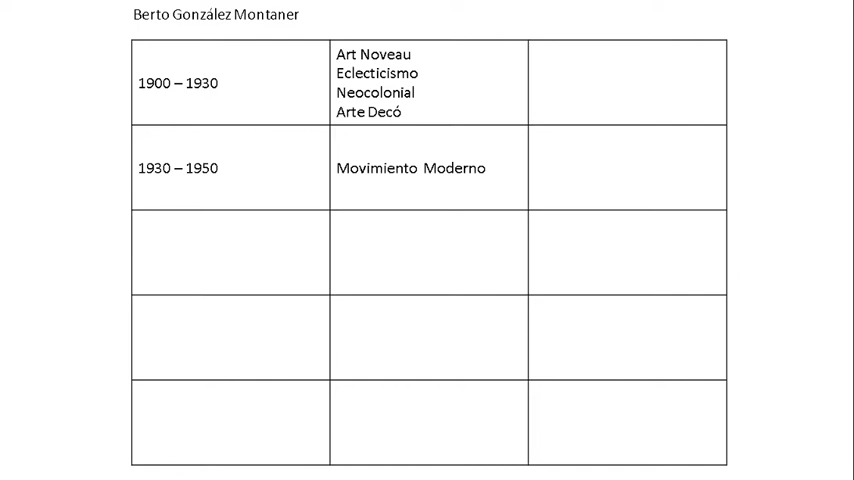 Berto González Montaner
1900 – 1930
Art Noveau
Eclecticismo
Neocolonial
Arte Decó
1930 – 1950
Movimiento Moderno